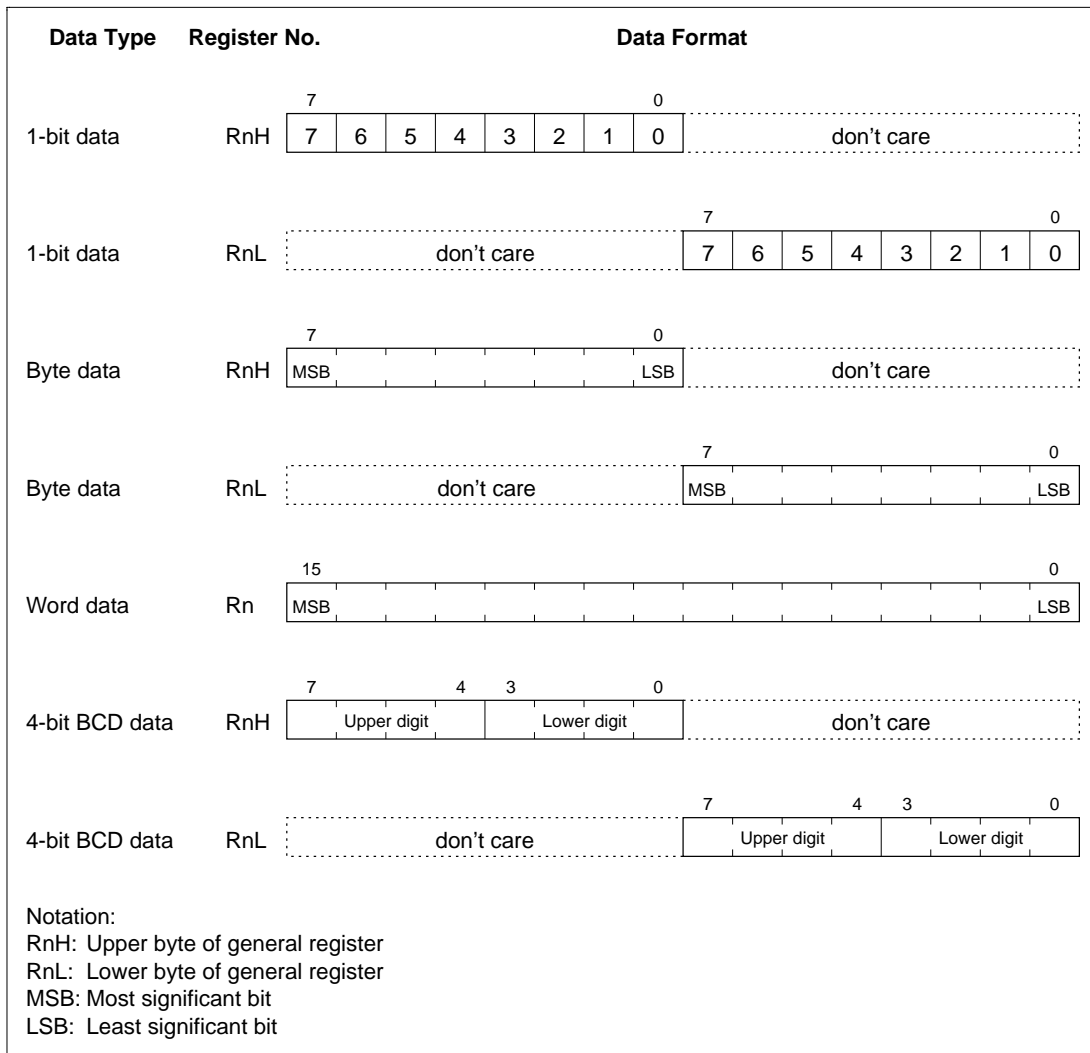 Data Type Register No. Data Format
7 0
1-bit data RnH 7 6 5 4 3 2 1 0 don't care
7 0
1-bit data RnL don't care 7 6 5 4 3 2 1 0
7 0
Byte data RnH MSB LSB don't care
7 0
Byte data RnL don't care MSB LSB
15 0
Word data Rn MSB LSB
7 4 3 0
4-bit BCD data RnH Upper digit Lower digit don't care
7 4 3 0
4-bit BCD data RnL don't care Upper digit Lower digit
Notation:
RnH: Upper byte of general register
RnL: Lower byte of general register
MSB: Most significant bit
LSB: Least significant bit